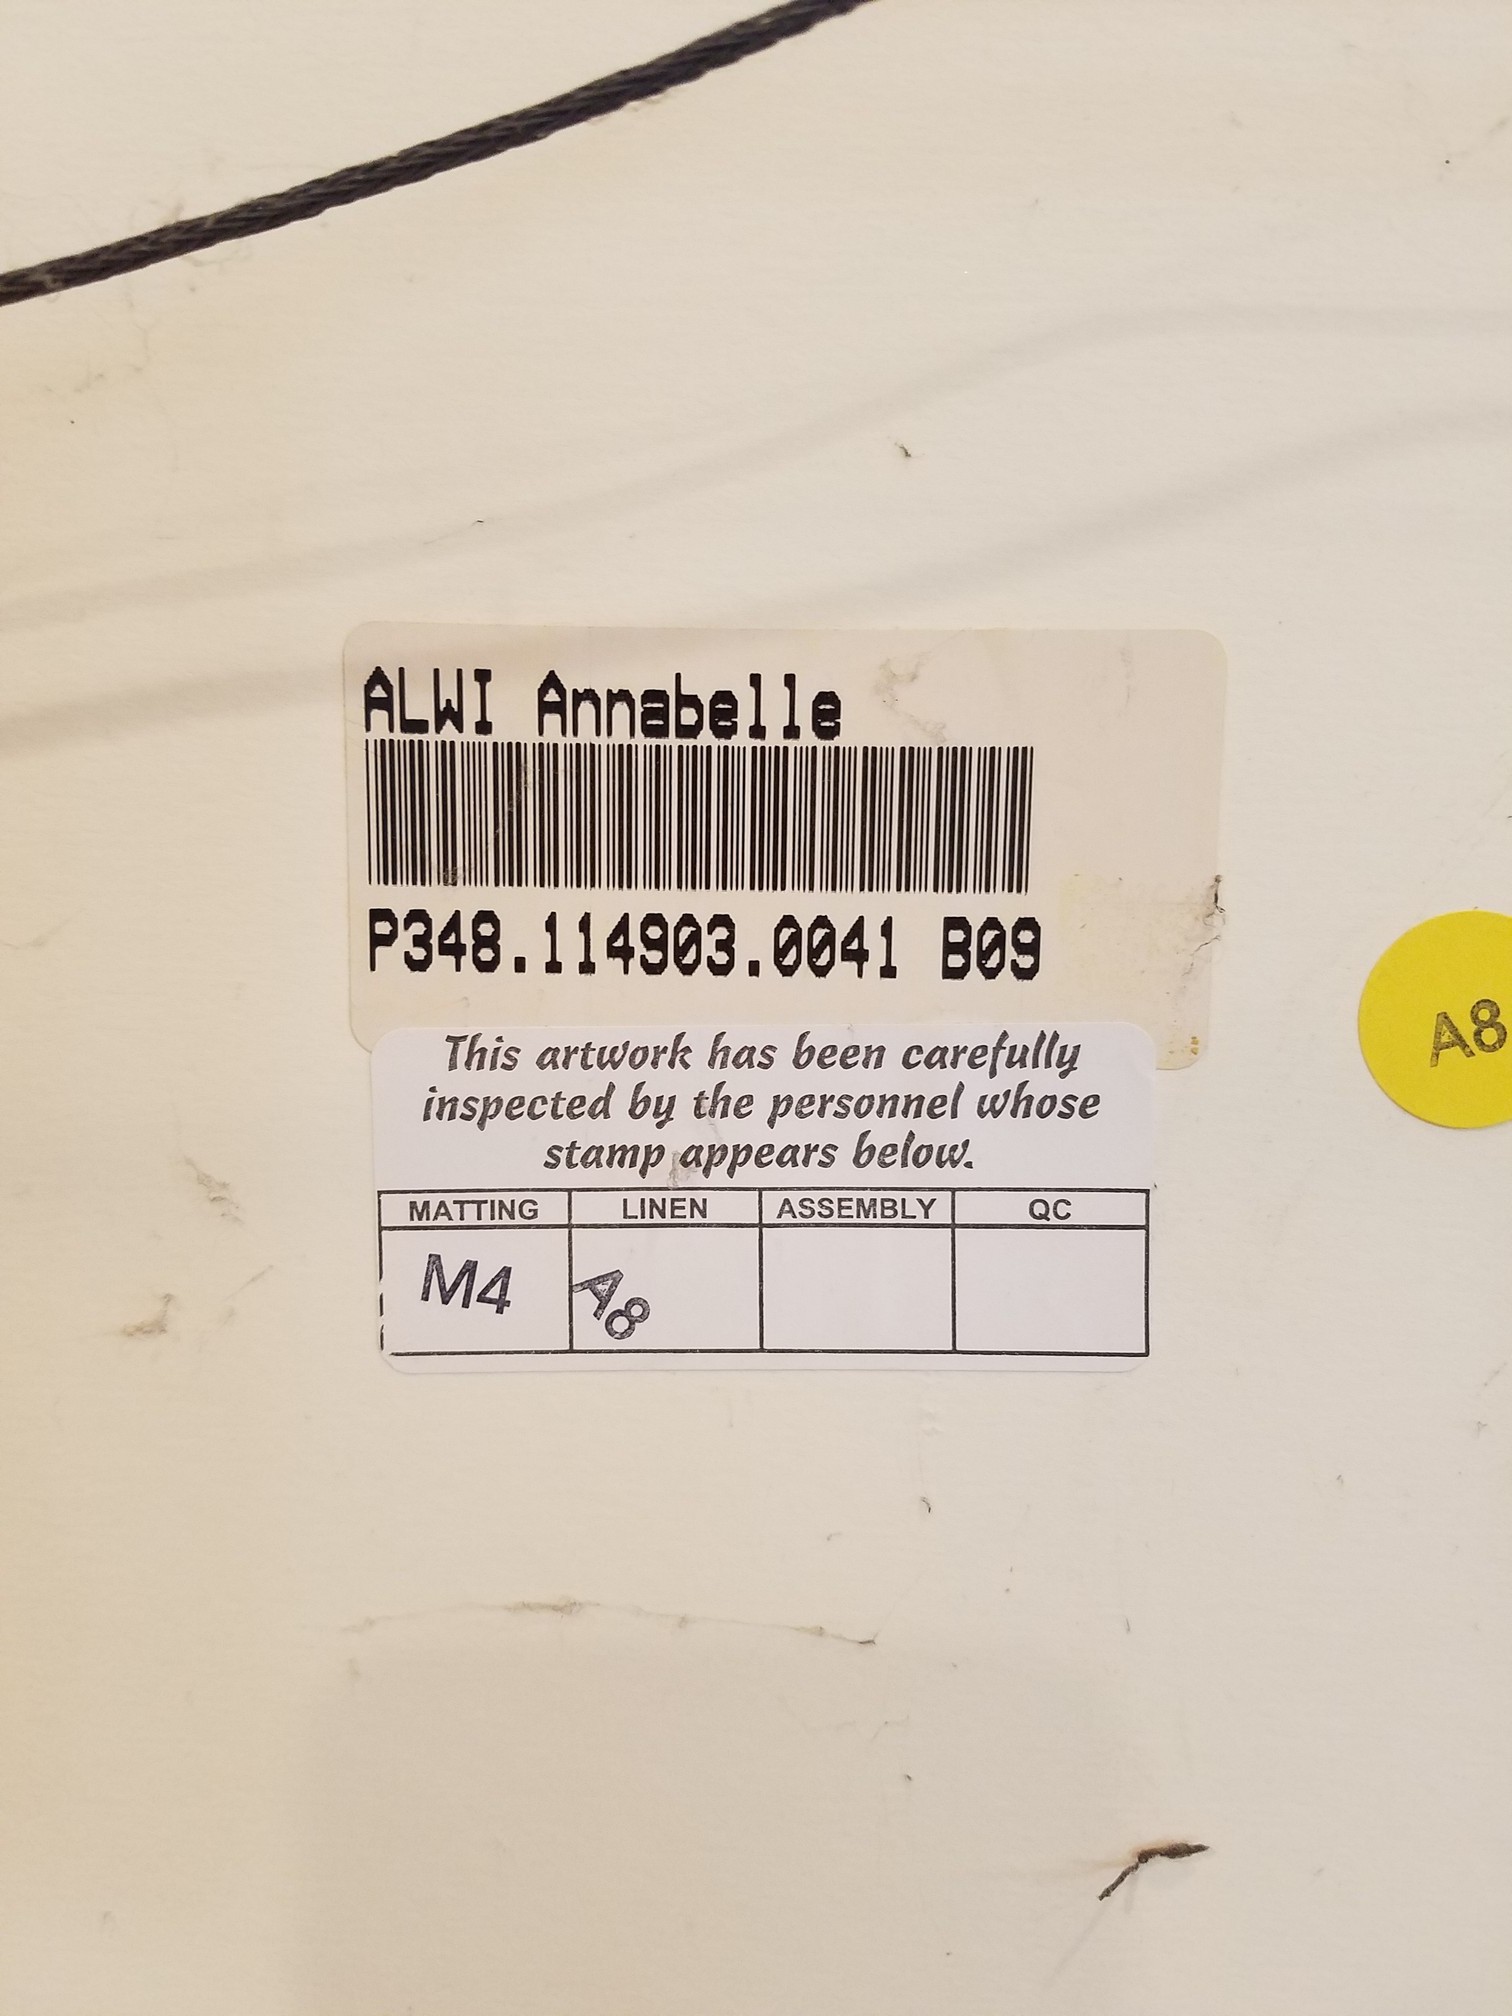 ALWI Annabelle
P348.114903.0041 B09
This artwork has been carefully
inspected by the personnel whose
stamp appears below.
MATTING LINEN ASSEMBLY QC
M4 A8
A8